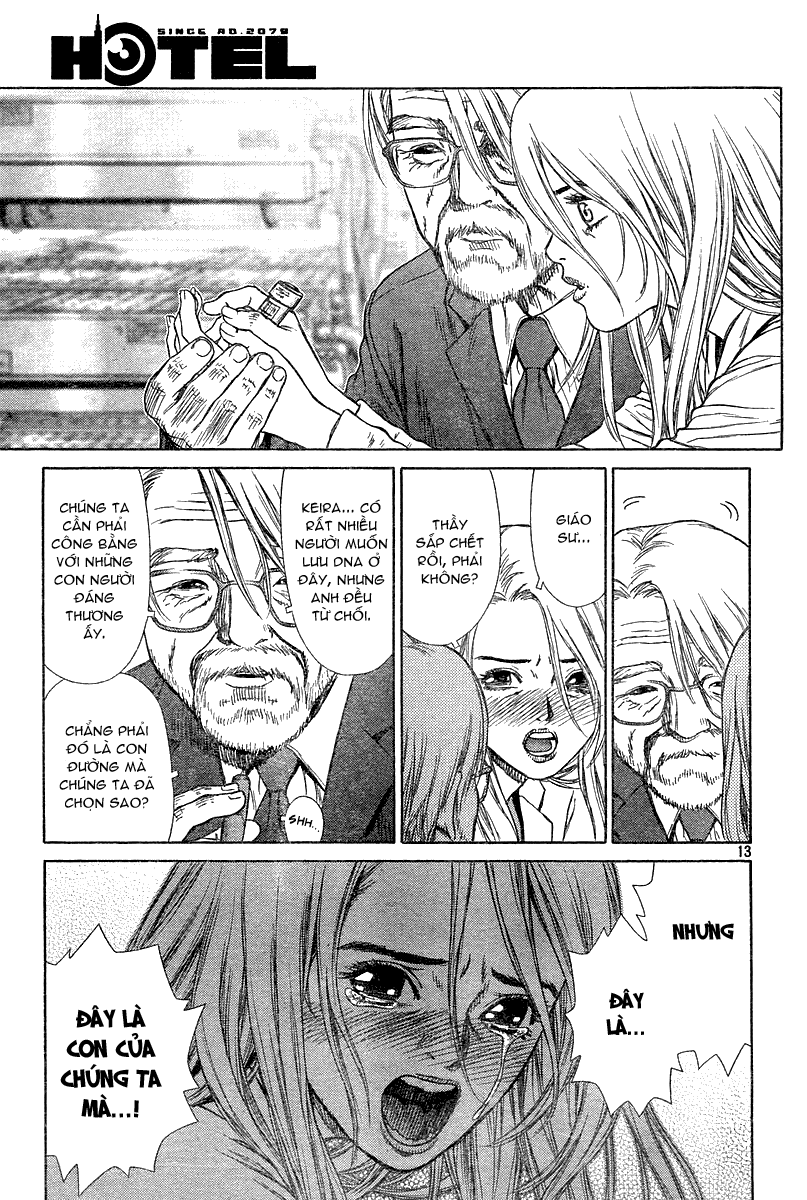 SINCE AD.2079
HOTEL
GIÁO
SƯ...
THẦY
SẮP CHẾT
RỒI, PHẢI
KHÔNG?
KEIRA... CÓ
RẤT NHIỀU
NGƯỜI MUỐN
LƯU DNA Ở
ĐÂY, NHƯNG
ANH ĐỀU
TỪ CHỐI.
CHÚNG TA
CẦN PHẢI
CÔNG BẰNG
VỚI NHỮNG
CON NGƯỜI
ĐÁNG
THƯƠNG
ẤY.
CHẲNG PHẢI
ĐÓ LÀ CON
ĐƯỜNG MÀ
CHÚNG TA ĐÃ
CHỌN SAO?
SHH...
13
NHƯNG
ĐÂY
LÀ...
ĐÂY LÀ
CON CỦA
CHÚNG TA
MÀ...!